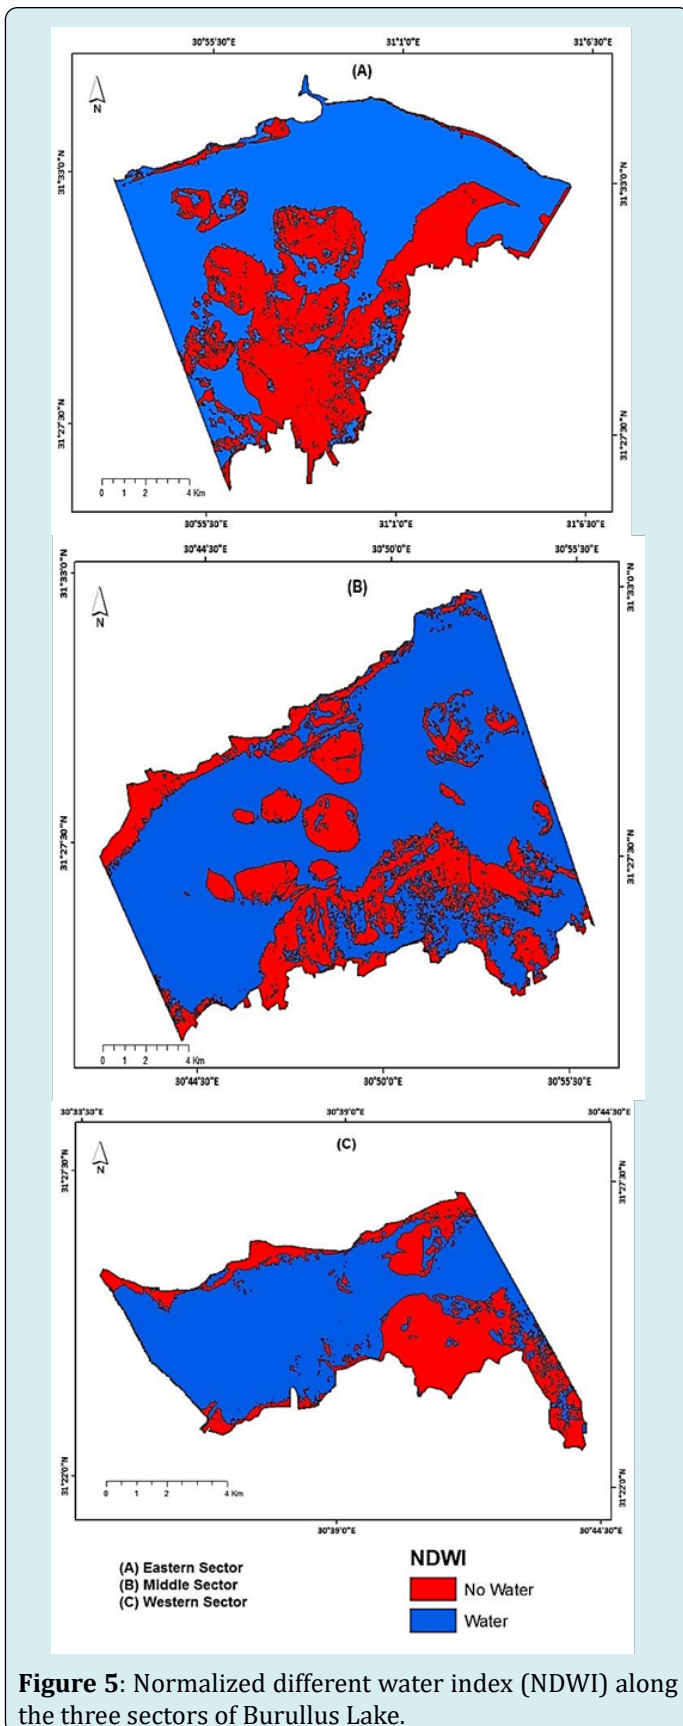 30°55'30"E 31°1'0"E 31°6'30"E
(A)
N
31°33'0"N 31°33'0"N
31°27'30"N 31°27'30"N
0 1 2 4 Km
30°55'30"E 31°1'0"E 31°6'30"E
30°44'30"E 30°50'0"E 30°55'30"E
31°33'0"N 31°33'0"N
(B)
N
31°27'30"N 31°27'30"N
0 1 2 4 Km
30°44'30"E 30°50'0"E 30°55'30"E
30°33'30"E 30°39'0"E 30°44'30"E
(C)
N
31°27'30"N 31°27'30"N
31°22'0"N 31°22'0"N
0 1 2 4 Km
30°39'0"E 30°44'30"E
(A) Eastern Sector
(B) Middle Sector
(C) Western Sector
NDWI
No Water
Water
Figure 5: Normalized different water index (NDWI) along
the three sectors of Burullus Lake.